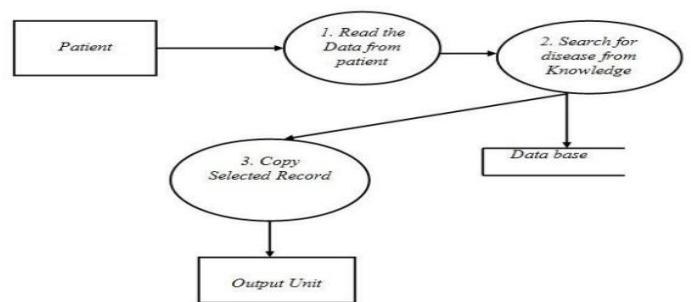 Patient
1. Read the
Data from
patient
2. Search for
disease from
Knowledge
3. Copy
Selected Record
Data base
Output Unit